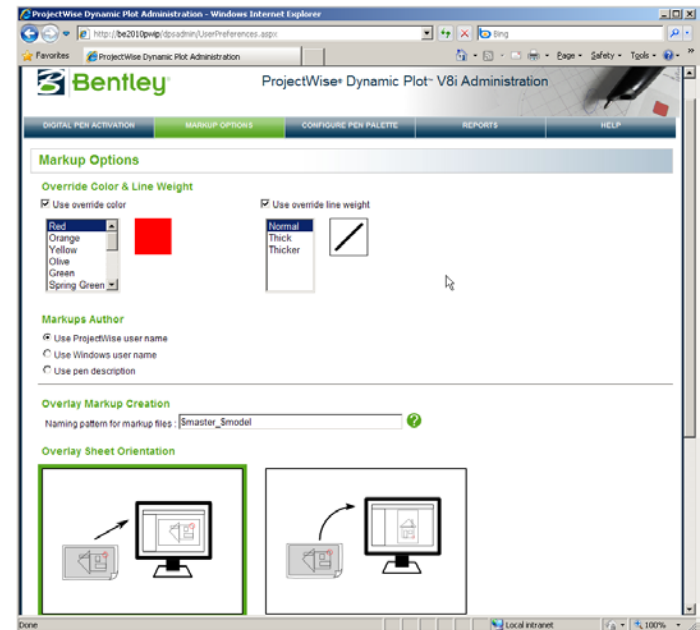 ProjectWise Dynamic Plot Administration - Windows Internet Explorer
http://be2010pwip/dpsadmin/UserPreferences.aspx
Bing
Favorites ProjectWise Dynamic Plot Administration Page Safety Tools
Bentley ProjectWise® Dynamic Plot™ V8i Administration
DIGITAL PEN ACTIVATION MARKUP OPTIONS CONFIGURE PEN PALETTE REPORTS HELP
Markup Options
Override Color & Line Weight
Use override color Use override line weight
Red Normal
Orange Thick
Yellow Thicker
Olive
Green
Spring Green
Markups Author
Use ProjectWise user name
Use Windows user name
Use pen description
Overlay Markup Creation
Naming pattern for markup files : $master_$model
Overlay Sheet Orientation
Done Local intranet 100%